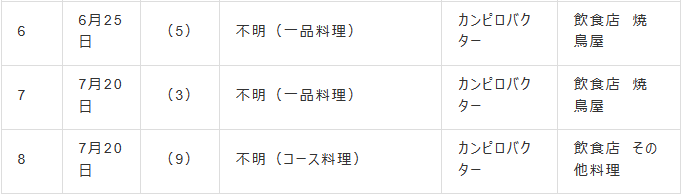 6 6月25日 （5） 不明（一品料理） カンピロバクター 飲食店　焼鳥屋
7 7月20日 （3） 不明（一品料理） カンピロバクター 飲食店　焼鳥屋
8 7月20日 （9） 不明（コース料理） カンピロバクター 飲食店　その他料理